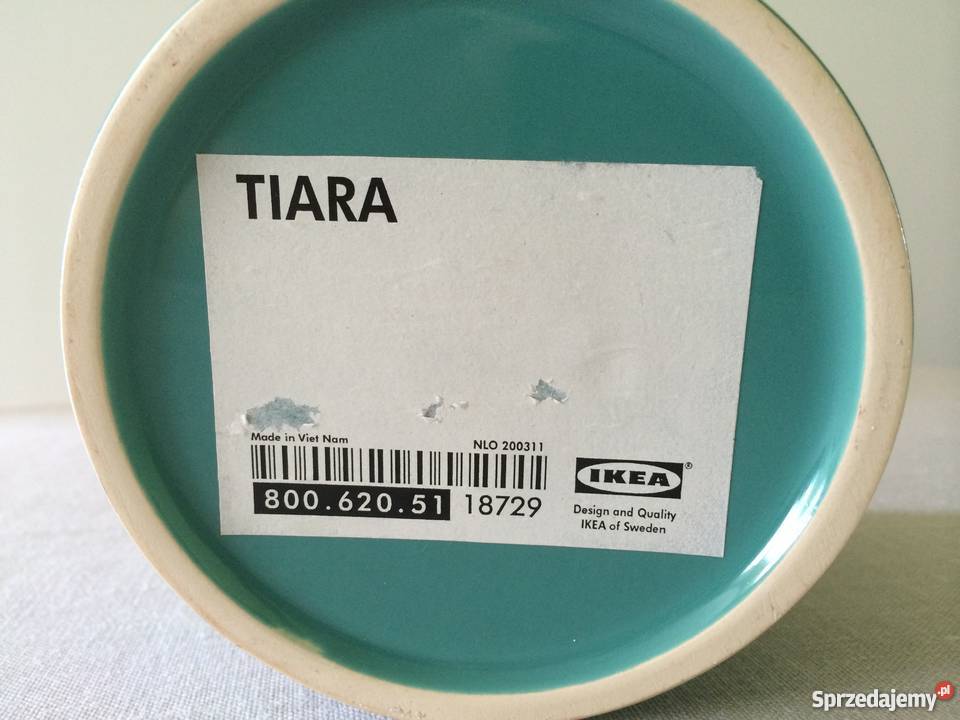 TIARA
Made in Viet Nam
NLO 200311
800.620.51 18729
IKEA®
Design and Quality
IKEA of Sweden
Sprzedajemy.pl